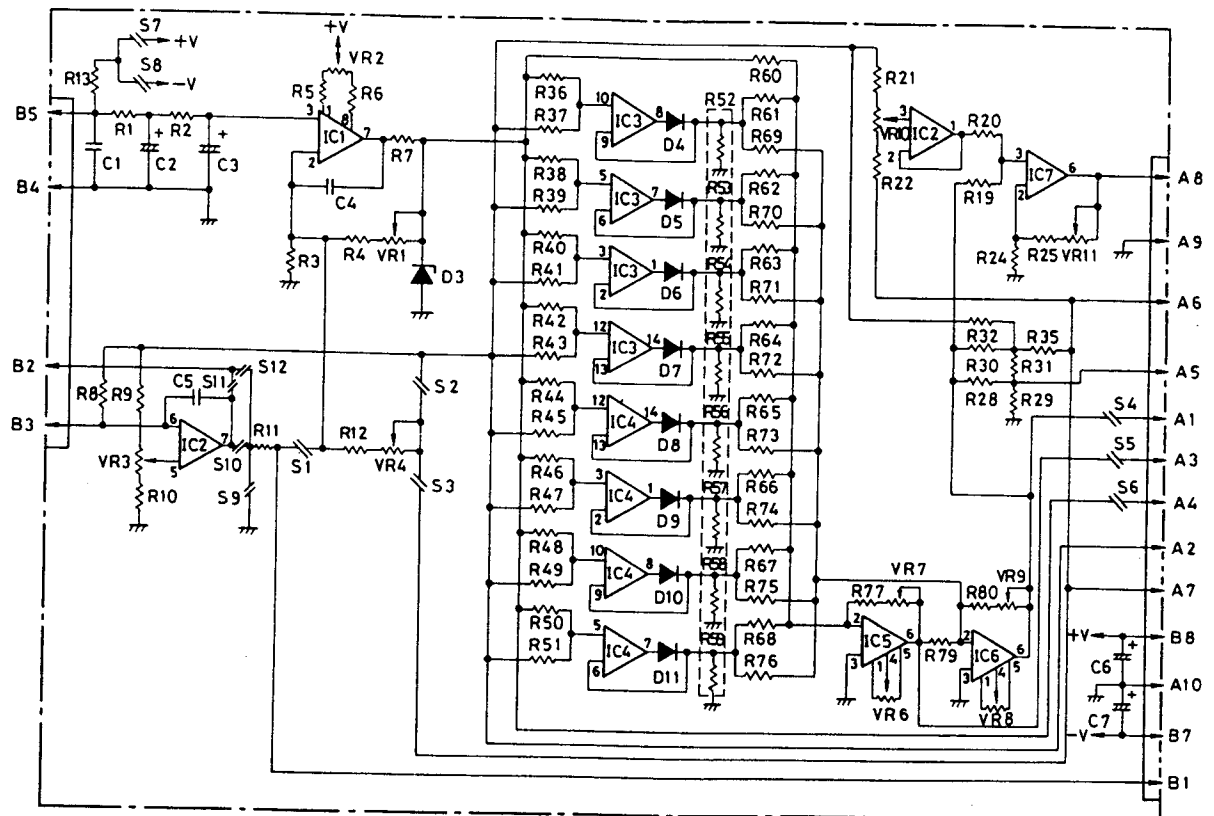 S7
+V
S8
-V
R13
+V
VR2
R5
R6
B5
R1
R2
C1
C2
C3
B4
3
1
8
IC1
7
2
R7
C4
R3
R4
VR1
D3
B2
S12
S11
C5
R8
R9
B3
6
IC2
7
5
VR3
R10
S10
R11
S9
S1
R12
VR4
S2
S3
R36
R37
10
IC3
8
9
D4
R52
R60
R61
R69
R38
R39
5
IC3
7
6
D5
R53
R62
R70
R40
R41
3
IC3
1
2
D6
R54
R63
R71
R42
R43
12
IC3
14
13
D7
R55
R64
R72
R44
R45
12
IC4
14
13
D8
R56
R65
R73
R46
R47
3
IC4
1
2
D9
R57
R66
R74
R48
R49
10
IC4
8
9
D10
R58
R67
R75
R50
R51
5
IC4
7
6
D11
R59
R68
R76
R21
3
VR10
IC2
1
2
R20
R22
R19
3
IC7
6
2
R24
R25
VR11
A8
A9
A6
R32
R35
R30
R31
R28
R29
A5
S4
A1
S5
A3
S6
A4
A2
A7
VR7
R77
2
IC5
6
3
1
4
5
VR6
R79
VR9
R80
2
IC6
6
3
1
4
5
VR8
+V
B8
C6
A10
C7
-V
B7
B1